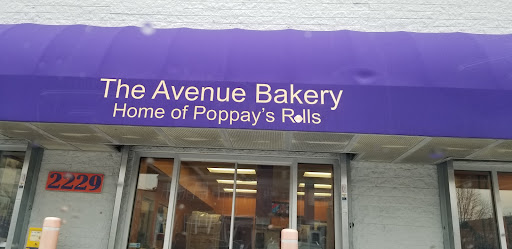 The Avenue Bakery
Home of Poppay's Rolls
2229